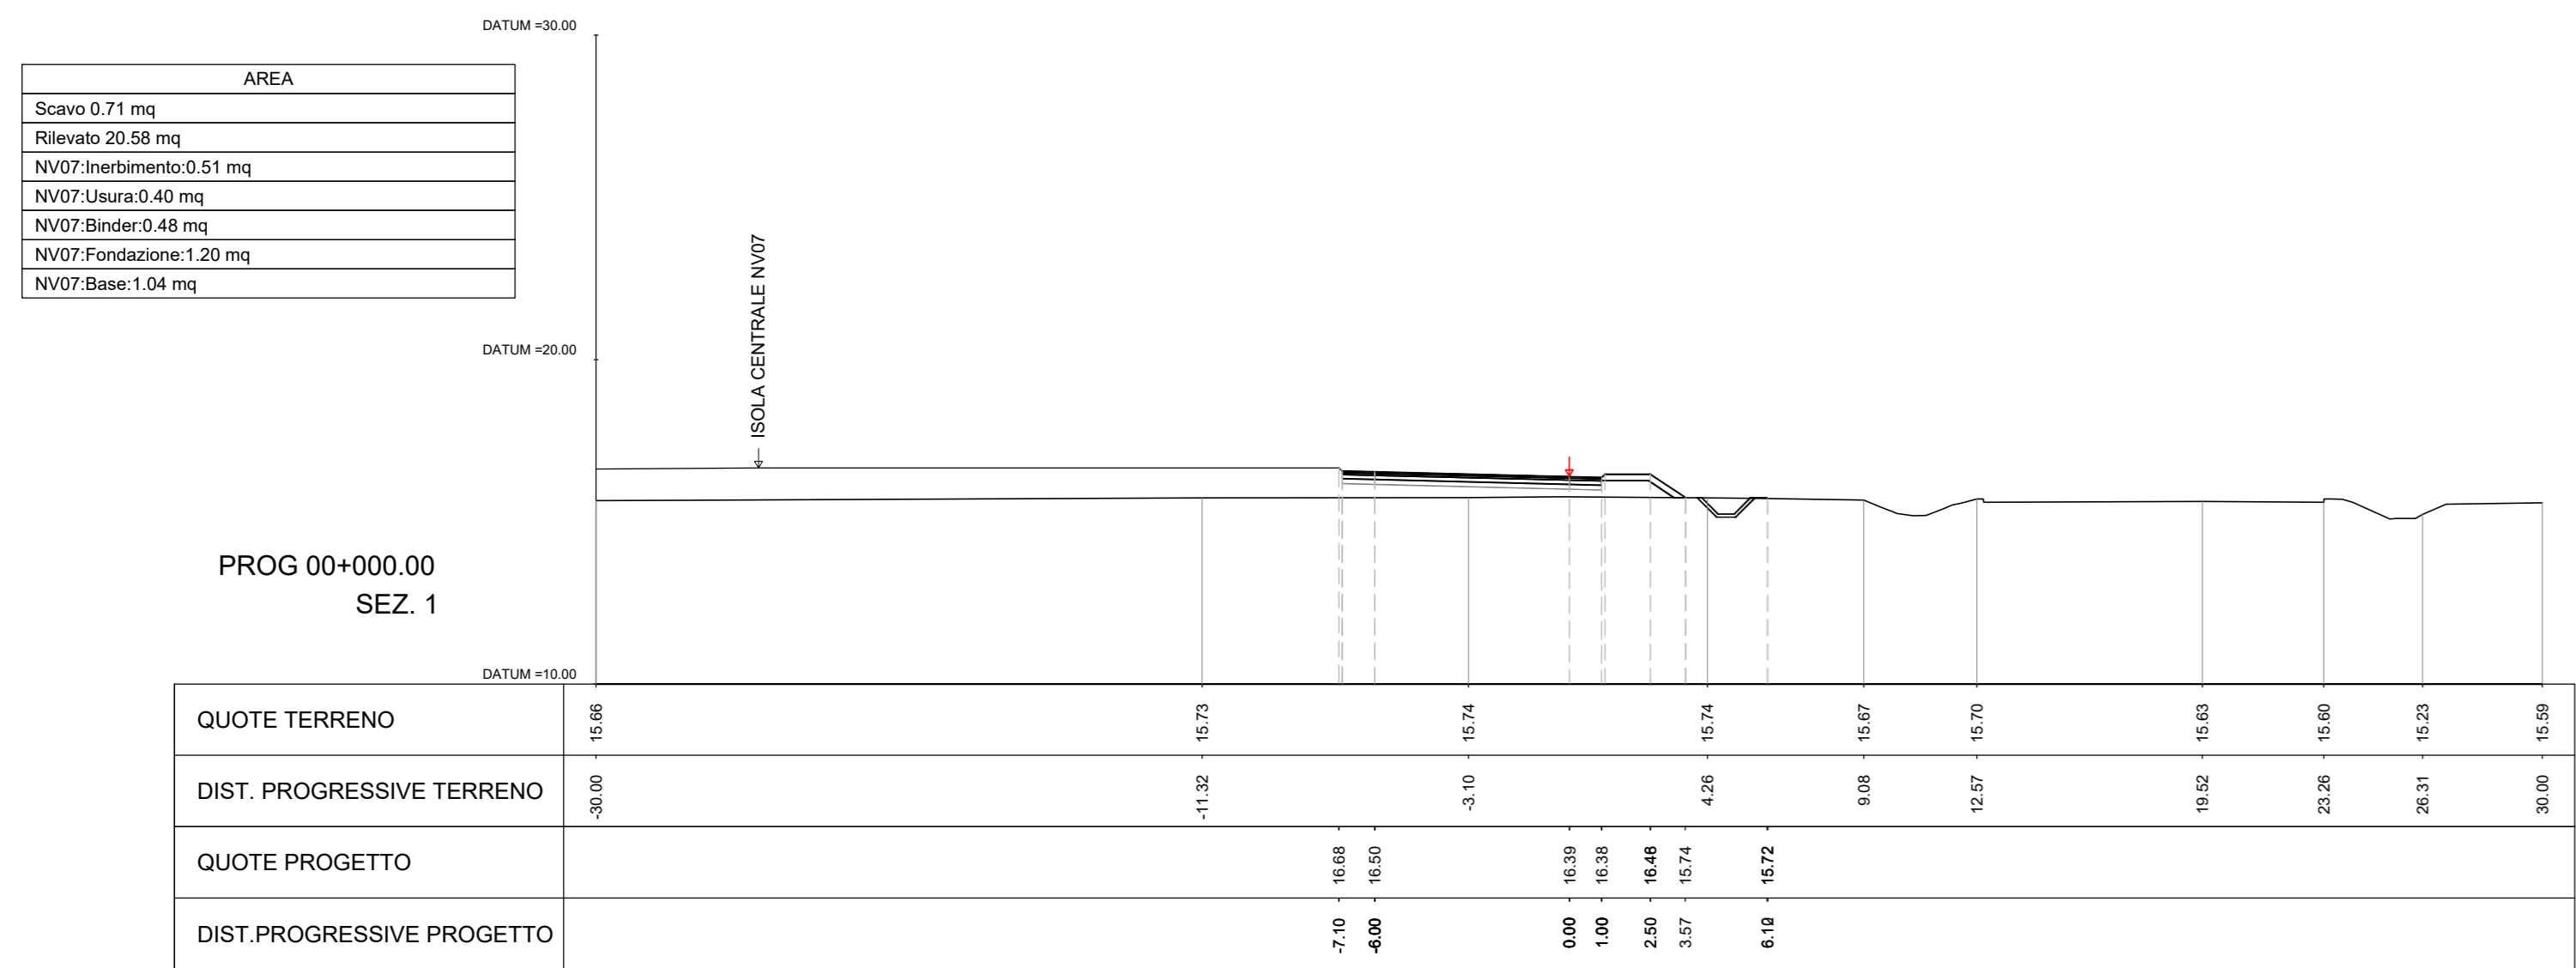 DATUM =30.00
AREA
Scavo 0.71 mq
Rilevato 20.58 mq
NV07:Inerbimento:0.51 mq
NV07:Usura:0.40 mq
NV07:Binder:0.48 mq
NV07:Fondazione:1.20 mq
NV07:Base:1.04 mq
ISOLA CENTRALE NV07
DATUM =20.00
PROG 00+000.00
SEZ. 1
DATUM =10.00
QUOTE TERRENO 15.66 15.73 15.74 15.74 15.67 15.70 15.63 15.60 15.23 15.59
DIST. PROGRESSIVE TERRENO -30.00 -11.32 -3.10 4.26 9.08 12.57 19.52 23.26 26.31 30.00
QUOTE PROGETTO 16.68 16.50 16.39 16.38 15.74 15.72
DIST.PROGRESSIVE PROGETTO -7.10 -6.00 0.00 1.00 2.50 3.57